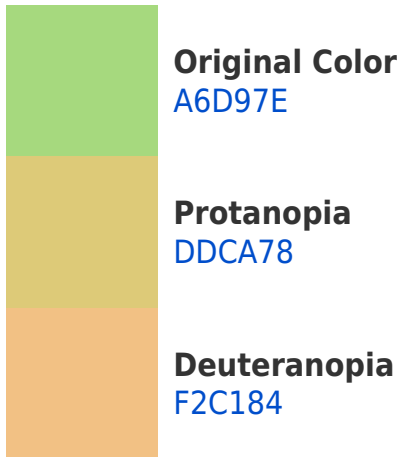 Original Color
A6D97E
Protanopia
DDCA78
Deuteranopia
F2C184